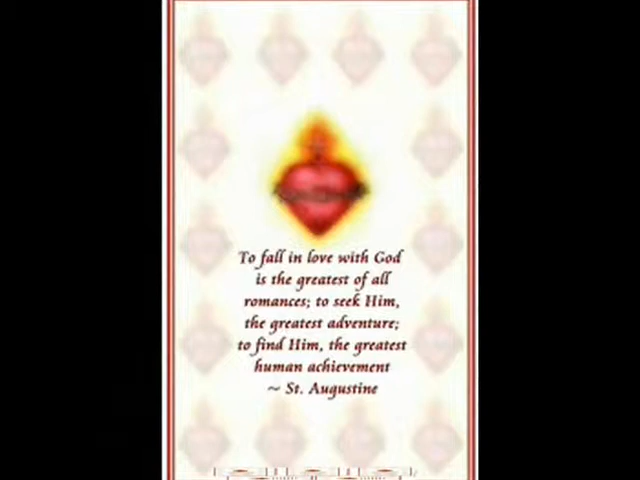 To fall in love with God
is the greatest of all
romances; to seek Him,
the greatest adventure;
to find Him, the greatest
human achievement
~ St. Augustine